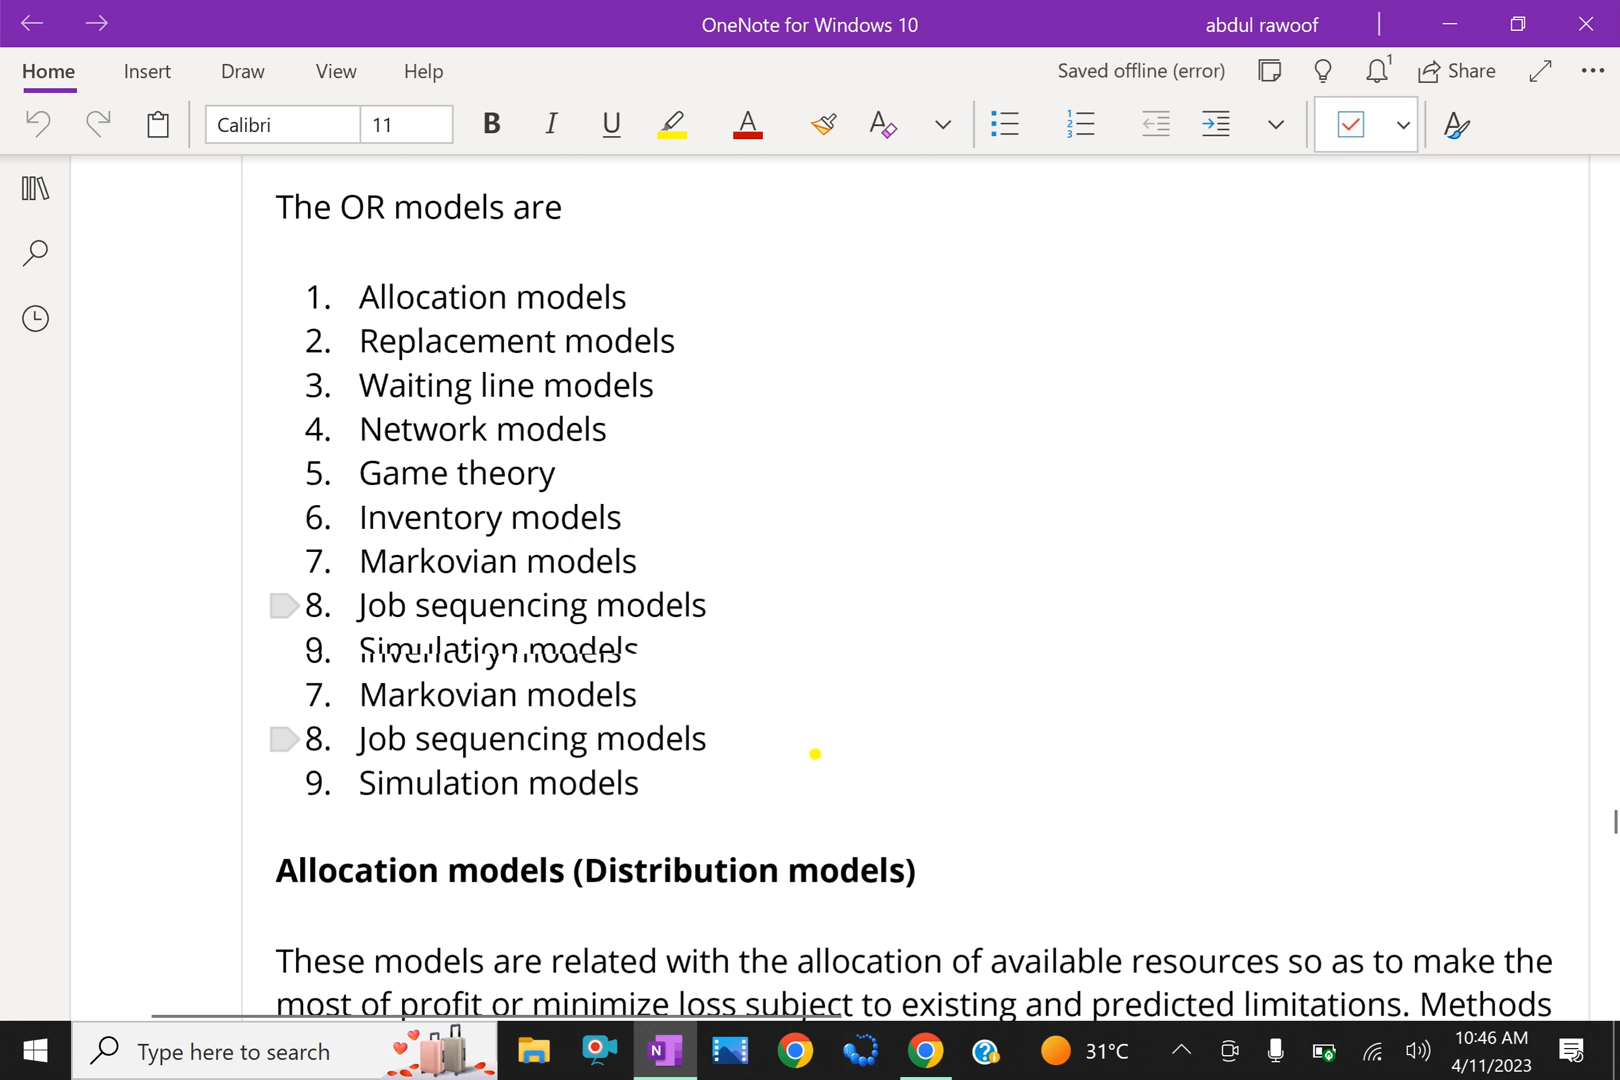 OneNote for Windows 10
abdul rawoof
Home
Insert
Draw
View
Help
Saved offline (error)
1
Share
Calibri
11
B
I
U
The OR models are
1. Allocation models
2. Replacement models
3. Waiting line models
4. Network models
5. Game theory
6. Inventory models
7. Markovian models
8. Job sequencing models
9. Simulation models
7. Markovian models
8. Job sequencing models
9. Simulation models
Allocation models (Distribution models)
These models are related with the allocation of available resources so as to make the
most of profit or minimize loss subject to existing and predicted limitations. Methods
Type here to search
31°C
10:46 AM
4/11/2023